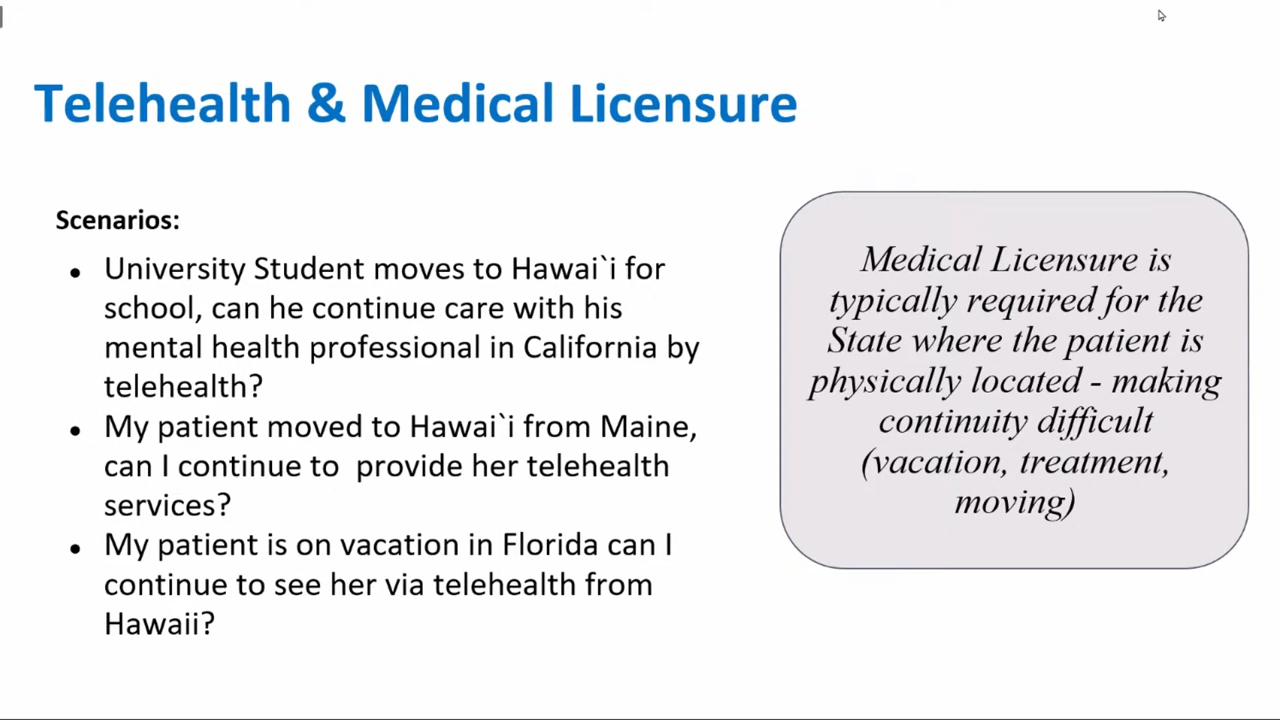 Telehealth & Medical Licensure
Scenarios:
● University Student moves to Hawai`i for
school, can he continue care with his
mental health professional in California by
telehealth?
● My patient moved to Hawai`i from Maine,
can I continue to  provide her telehealth
services?
● My patient is on vacation in Florida can I
continue to see her via telehealth from
Hawaii?
Medical Licensure is
typically required for the
State where the patient is
physically located - making
continuity difficult
(vacation, treatment,
moving)